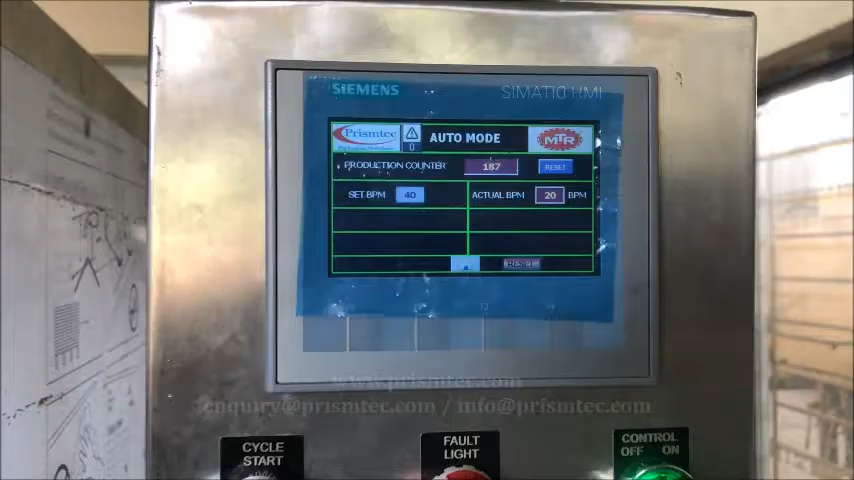 SIEMENS
SIMATIC HMI
Prismtec
0
AUTO MODE
MTR
PRODUCTION COUNTER
187
RESET
SET BPM
40
ACTUAL BPM
20
BPM
RESET
www.prismtec.com
enquiry@prismtec.com / info@prismtec.com
CYCLE
START
FAULT
LIGHT
CONTROL
OFF ON